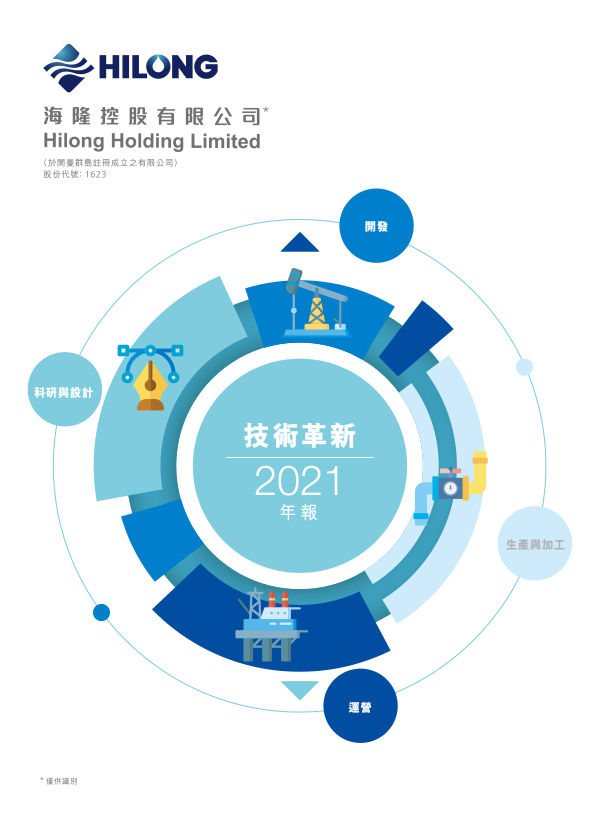 HILONG
海隆控股有限公司*
Hilong Holding Limited
(於開曼群島註冊成立之有限公司)
股份代號: 1623
開發
科研與設計
技術革新
2021
年報
生產與加工
運營
* 僅供識別